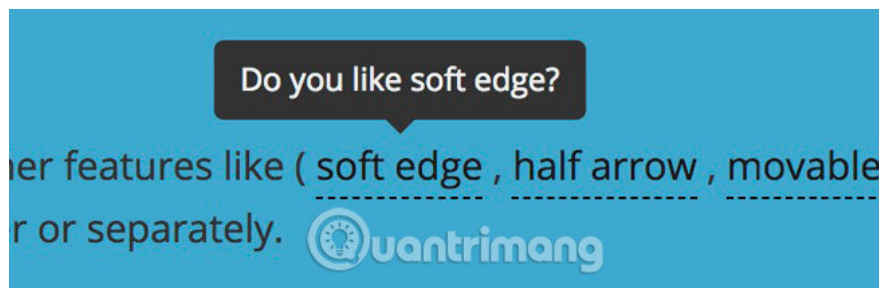 Do you like soft edge?
her features like ( soft edge , half arrow , movable
r or separately.
Quantrimang